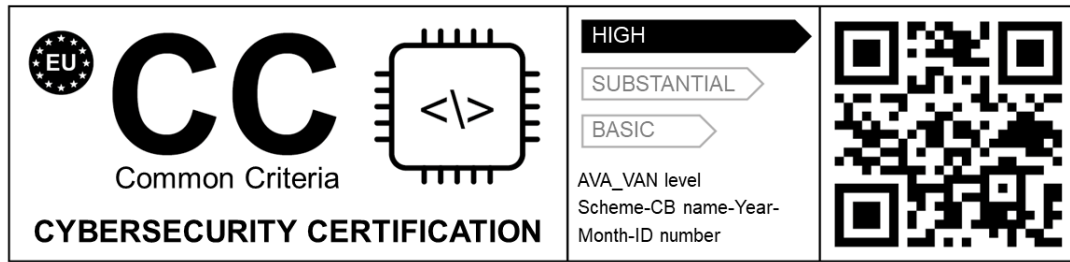 EU
CC
Common Criteria
CYBERSECURITY CERTIFICATION
<\>
HIGH
SUBSTANTIAL
BASIC
AVA_VAN level
Scheme-CB name-Year-
Month-ID number